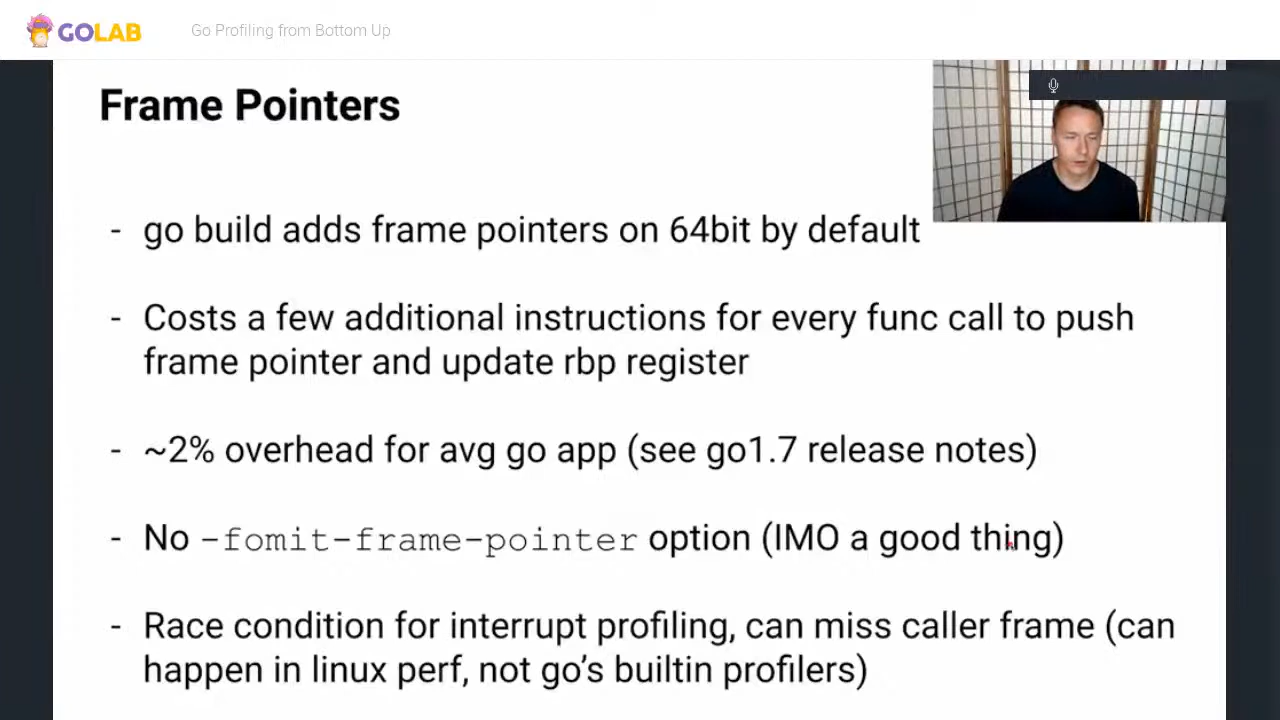 GOLAB
Go Profiling from Bottom Up
Frame Pointers
- go build adds frame pointers on 64bit by default
- Costs a few additional instructions for every func call to push
frame pointer and update rbp register
- ~2% overhead for avg go app (see go1.7 release notes)
- No -fomit-frame-pointer option (IMO a good thing)
- Race condition for interrupt profiling, can miss caller frame (can
happen in linux perf, not go's builtin profilers)